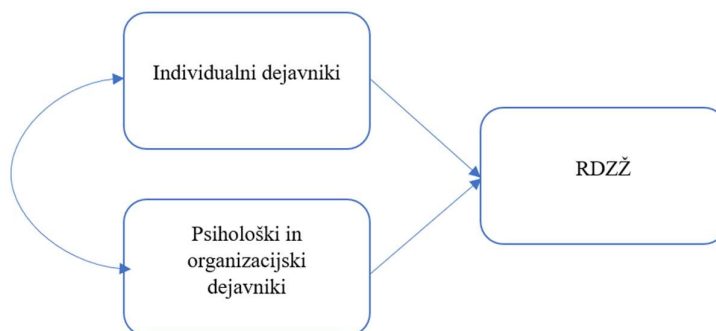 Individualni dejavniki
RDZŽ
Psihološki in
organizacijski
dejavniki